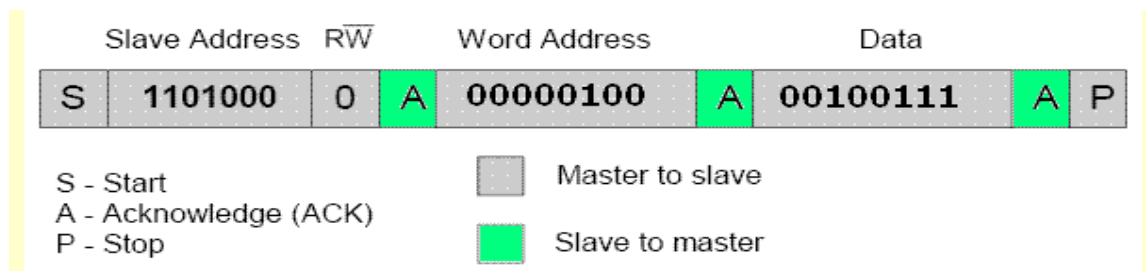 Slave Address RW̅ Word Address Data
S 1101000 0 A 00000100 A 00100111 A P
S - Start
A - Acknowledge (ACK)
P - Stop
Master to slave
Slave to master